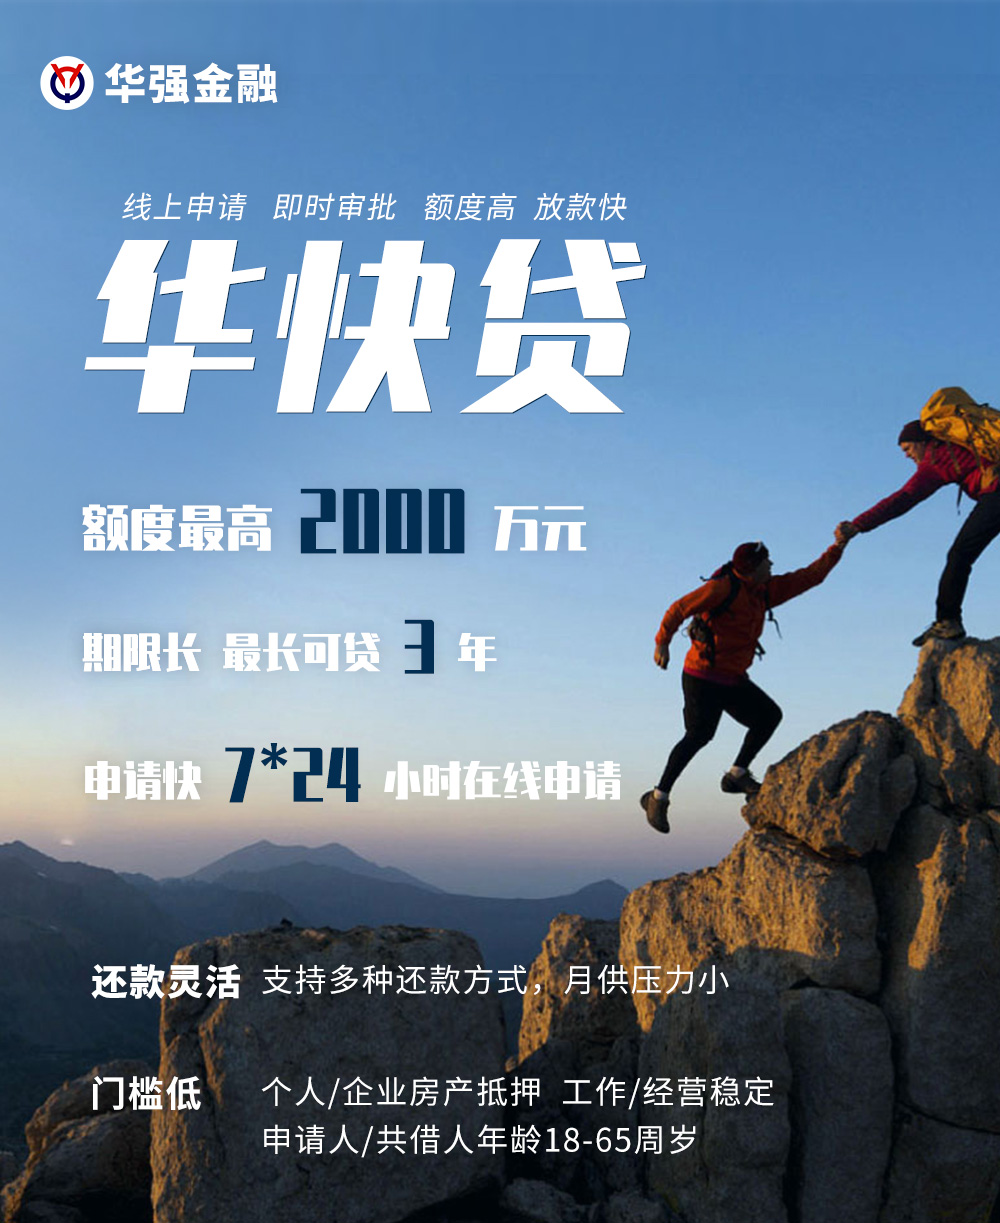 华强金融
线上申请 即时审批 额度高 放款快
华快贷
额度最高 2000 万元
期限长 最长可贷 3 年
申请快 7*24 小时在线申请
还款灵活 支持多种还款方式，月供压力小
门槛低 个人/企业房产抵押 工作/经营稳定
申请人/共借人年龄18-65周岁